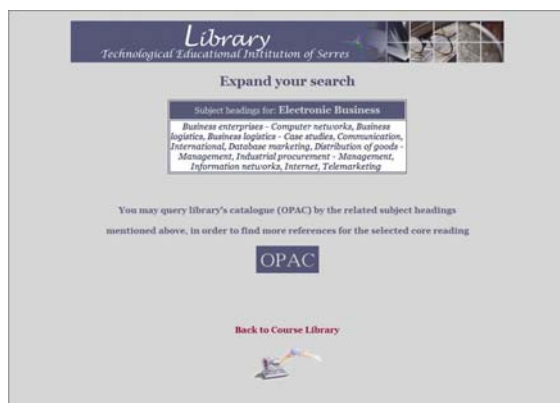 Library
Technological Educational Institution of Serres
Expand your search
Subject headings for: Electronic Business
Business enterprises - Computer networks, Business
logistics, Business logistics - Case studies, Communication,
International, Database marketing, Distribution of goods -
Management, Industrial procurement - Management,
Information networks, Internet, Telemarketing
You may query library's catalogue (OPAC) by the related subject headings
mentioned above, in order to find more references for the selected core reading
OPAC
Back to Course Library